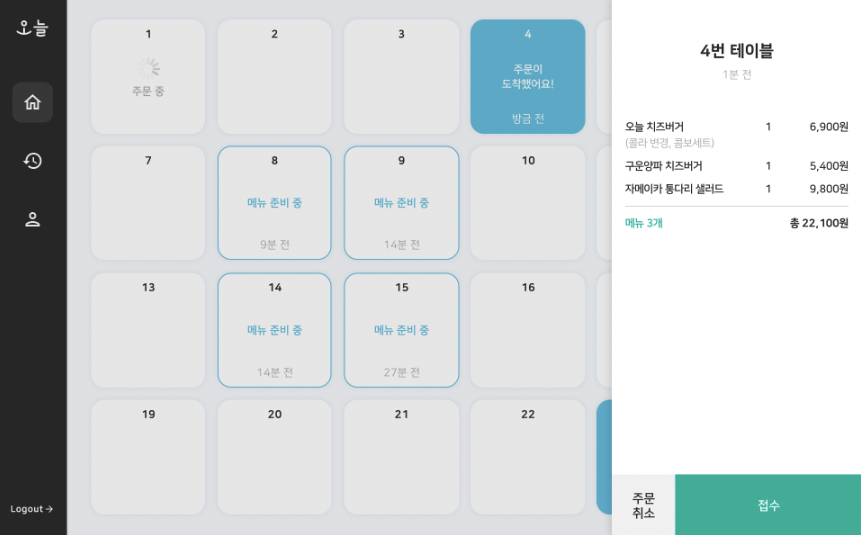 오늘
1
2
3
4
주문 중
주문이
도착했어요!
방금 전
7
8
9
10
메뉴 준비 중
메뉴 준비 중
9분 전
14분 전
13
14
15
16
메뉴 준비 중
메뉴 준비 중
14분 전
27분 전
19
20
21
22
Logout →
4번 테이블
1분 전
오늘 치즈버거 1 6,900원
(콜라 변경, 콤보세트)
구운양파 치즈버거 1 5,400원
자메이카 통다리 샐러드 1 9,800원
메뉴 3개 총 22,100원
주문
취소
접수